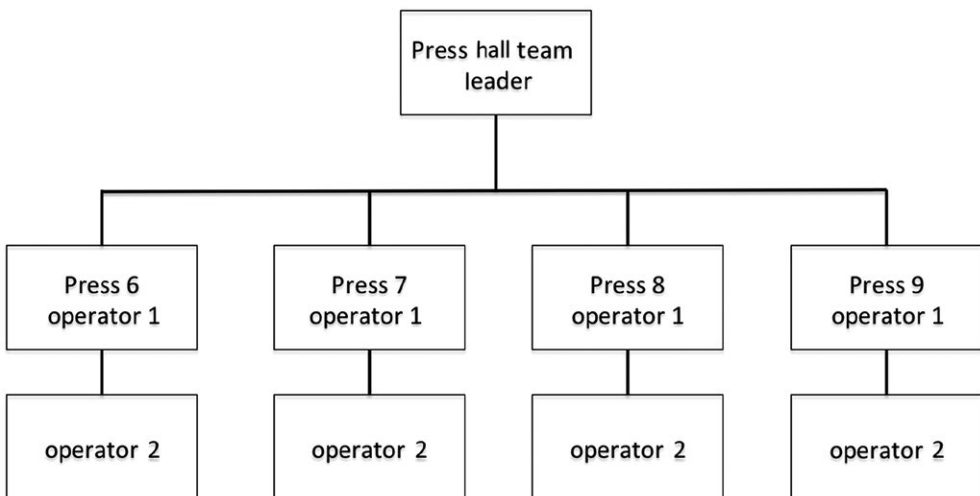 Press hall team
leader
Press 6
operator 1
Press 7
operator 1
Press 8
operator 1
Press 9
operator 1
operator 2
operator 2
operator 2
operator 2